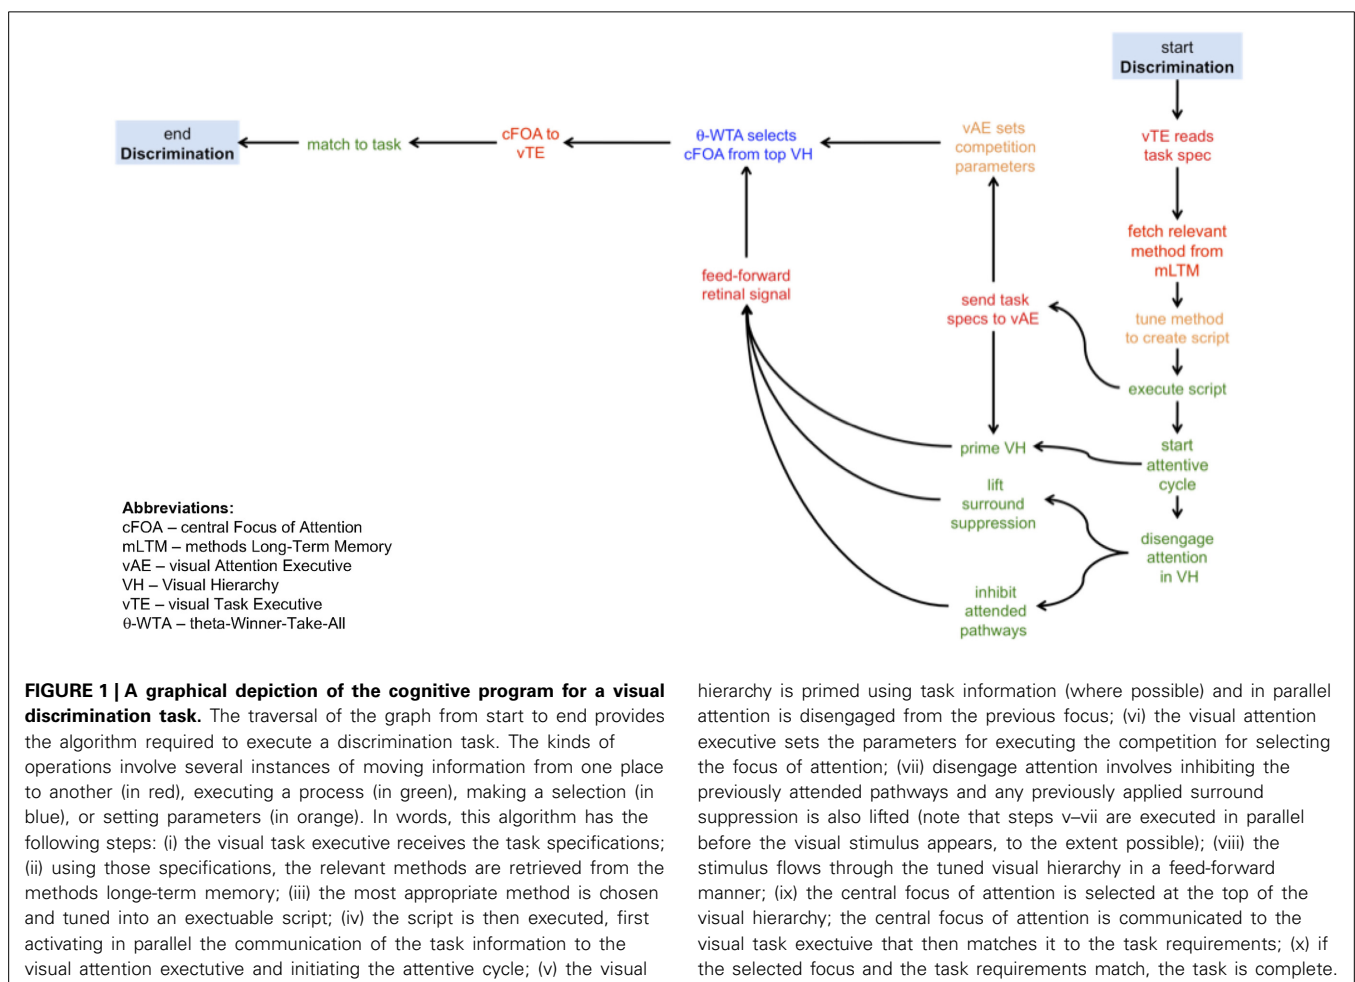 start
Discrimination
end
Discrimination
match to task
cFOA to
vTE
θ-WTA selects
cFOA from top VH
vAE sets
competition
parameters
vTE reads
task spec
fetch relevant
method from
mLTM
feed-forward
retinal signal
send task
specs to vAE
tune method
to create script
execute script
prime VH
start
attentive
cycle
lift
surround
suppression
disengage
attention
in VH
inhibit
attended
pathways
Abbreviations:
cFOA – central Focus of Attention
mLTM – methods Long-Term Memory
vAE – visual Attention Executive
VH – Visual Hierarchy
vTE – visual Task Executive
θ-WTA – theta-Winner-Take-All
FIGURE 1 | A graphical depiction of the cognitive program for a visual
discrimination task. The traversal of the graph from start to end provides
the algorithm required to execute a discrimination task. The kinds of
operations involve several instances of moving information from one place
to another (in red), executing a process (in green), making a selection (in
blue), or setting parameters (in orange). In words, this algorithm has the
following steps: (i) the visual task executive receives the task specifications;
(ii) using those specifications, the relevant methods are retrieved from the
methods longe-term memory; (iii) the most appropriate method is chosen
and tuned into an exectuable script; (iv) the script is then executed, first
activating in parallel the communication of the task information to the
visual attention exectutive and initiating the attentive cycle; (v) the visual
hierarchy is primed using task information (where possible) and in parallel
attention is disengaged from the previous focus; (vi) the visual attention
executive sets the parameters for executing the competition for selecting
the focus of attention; (vii) disengage attention involves inhibiting the
previously attended pathways and any previously applied surround
suppression is also lifted (note that steps v–vii are executed in parallel
before the visual stimulus appears, to the extent possible); (viii) the
stimulus flows through the tuned visual hierarchy in a feed-forward
manner; (ix) the central focus of attention is selected at the top of the
visual hierarchy; the central focus of attention is communicated to the
visual task exectuive that then matches it to the task requirements; (x) if
the selected focus and the task requirements match, the task is complete.